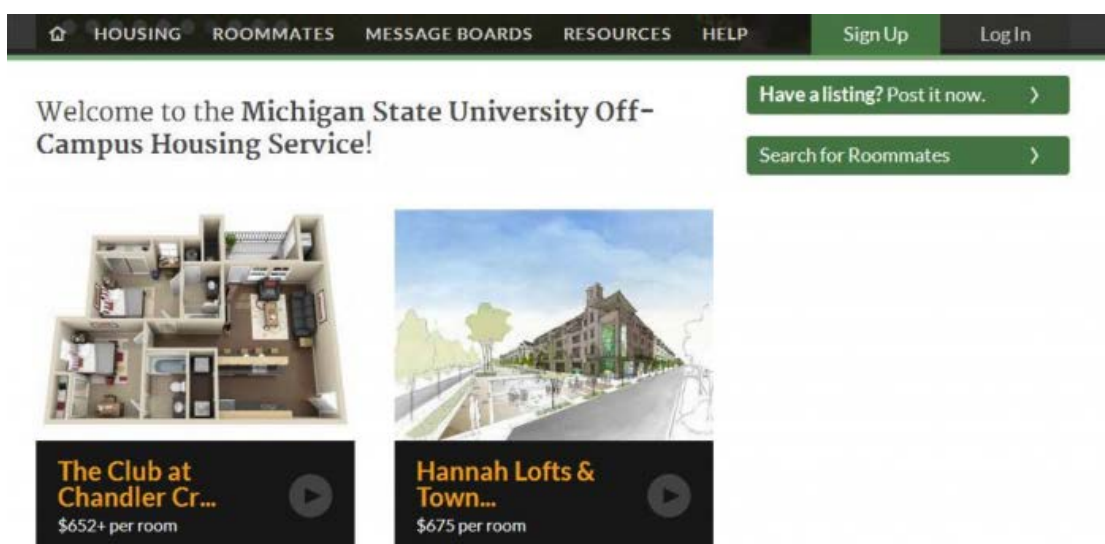 HOUSING ROOMMATES MESSAGE BOARDS RESOURCES HELP Sign Up Log In
Welcome to the Michigan State University Off-
Campus Housing Service!
Have a listing? Post it now.
Search for Roommates
The Club at
Chandler Cr...
$652+ per room
Hannah Lofts &
Town...
$675 per room